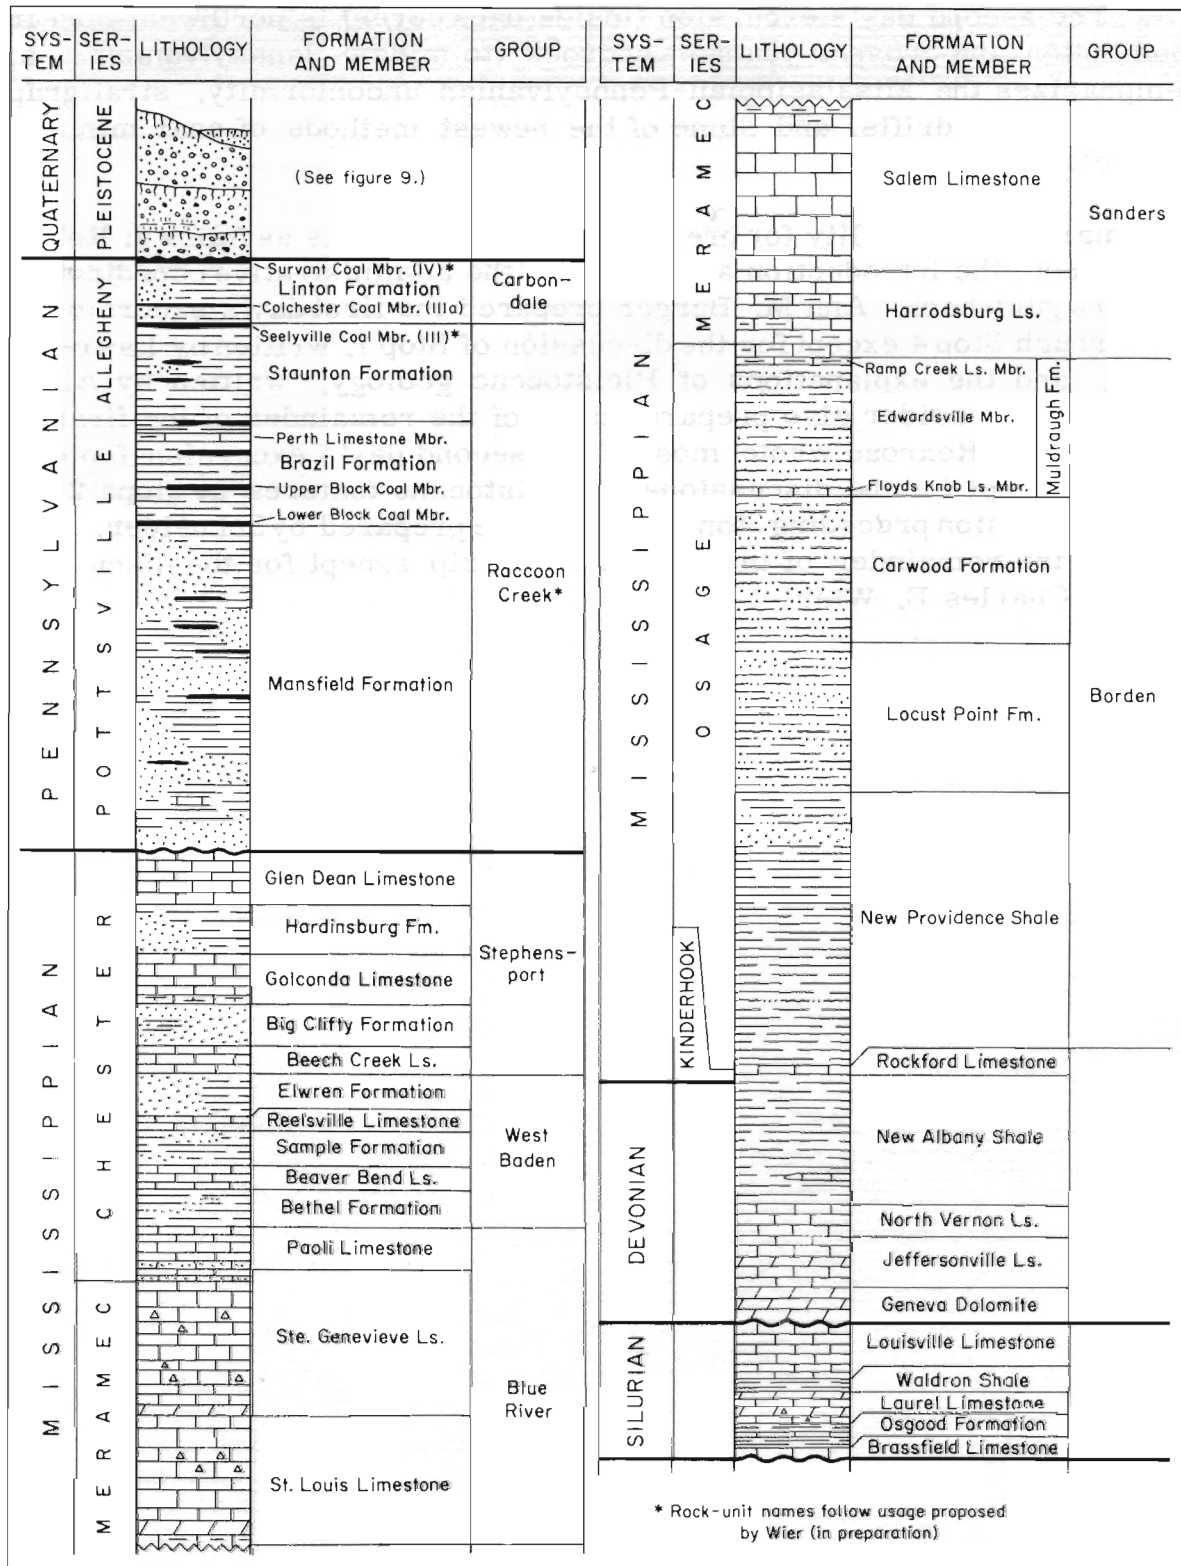 SYS-
TEM
SER-
IES
LITHOLOGY
FORMATION
AND MEMBER
GROUP
QUATERNARY
PLEISTOCENE
(See figure 9.)
PENNSYLVANIAN
ALLEGHENY
POTTSVILLE
Survant Coal Mbr. (IV)*
Linton Formation
Colchester Coal Mbr. (IIIa)
Carbon-
dale
Seelyville Coal Mbr. (III)*
Staunton Formation
Perth Limestone Mbr.
Brazil Formation
Upper Block Coal Mbr.
Lower Block Coal Mbr.
Mansfield Formation
Raccoon
Creek*
MISSISSIPPIAN
CHESTER
Glen Dean Limestone
Hardinsburg Fm.
Golconda Limestone
Big Clifty Formation
Beech Creek Ls.
Stephens-
port
Elwren Formation
Reelsville Limestone
Sample Formation
Beaver Bend Ls.
Bethel Formation
West
Baden
Paoli Limestone
MERAMEC
Ste. Genevieve Ls.
St. Louis Limestone
Blue
River
SYS-
TEM
SER-
IES
LITHOLOGY
FORMATION
AND MEMBER
GROUP
MISSISSIPPIAN
MERAMEC
Salem Limestone
Harrodsburg Ls.
Sanders
OSAGE
Ramp Creek Ls. Mbr.
Edwardsville Mbr.
Floyds Knob Ls. Mbr.
Muldraugh Fm.
Carwood Formation
Locust Point Fm.
New Providence Shale
Borden
KINDERHOOK
Rockford Limestone
DEVONIAN
New Albany Shale
North Vernon Ls.
Jeffersonville Ls.
Geneva Dolomite
SILURIAN
Louisville Limestone
Waldron Shale
Laurel Limestone
Osgood Formation
Brassfield Limestone
* Rock-unit names follow usage proposed
by Wier (in preparation)